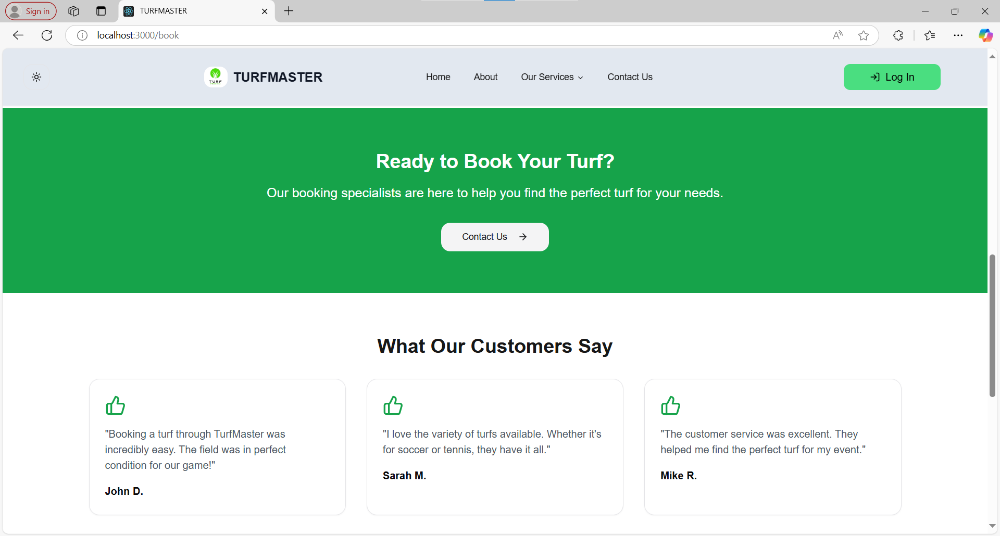 Sign in
TURFMASTER
localhost:3000/book
TURF
TURFMASTER
Home
About
Our Services
Contact Us
Log In
Ready to Book Your Turf?
Our booking specialists are here to help you find the perfect turf for your needs.
Contact Us
What Our Customers Say
"Booking a turf through TurfMaster was
incredibly easy. The field was in perfect
condition for our game!"
John D.
"I love the variety of turfs available. Whether it's
for soccer or tennis, they have it all."
Sarah M.
"The customer service was excellent. They
helped me find the perfect turf for my event."
Mike R.